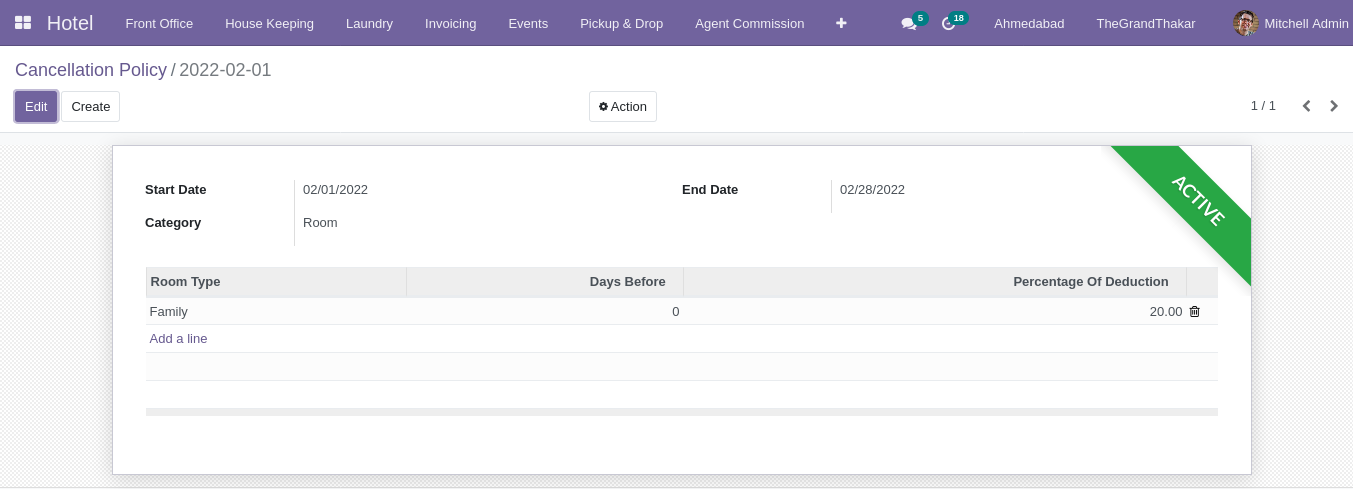 Hotel Front Office House Keeping Laundry Invoicing Events Pickup & Drop Agent Commission 5 18 Ahmedabad TheGrandThakar Mitchell Admin
Cancellation Policy / 2022-02-01
Edit Create Action 1 / 1
ACTIVE
Start Date 02/01/2022 End Date 02/28/2022
Category Room
Room Type Days Before Percentage Of Deduction
Family 0 20.00
Add a line